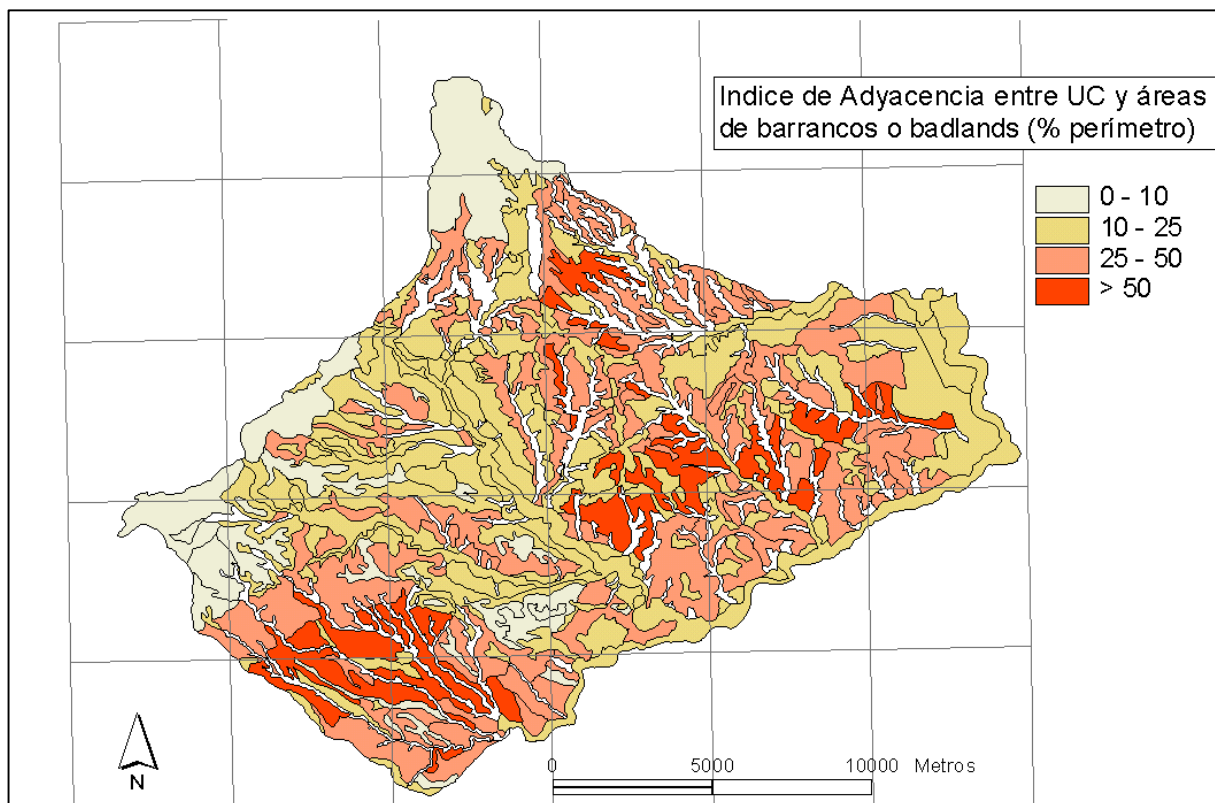 Indice de Adyacencia entre UC y áreas
de barrancos o badlands (% perímetro)
0 - 10
10 - 25
25 - 50
> 50
N
0 5000 10000 Metros